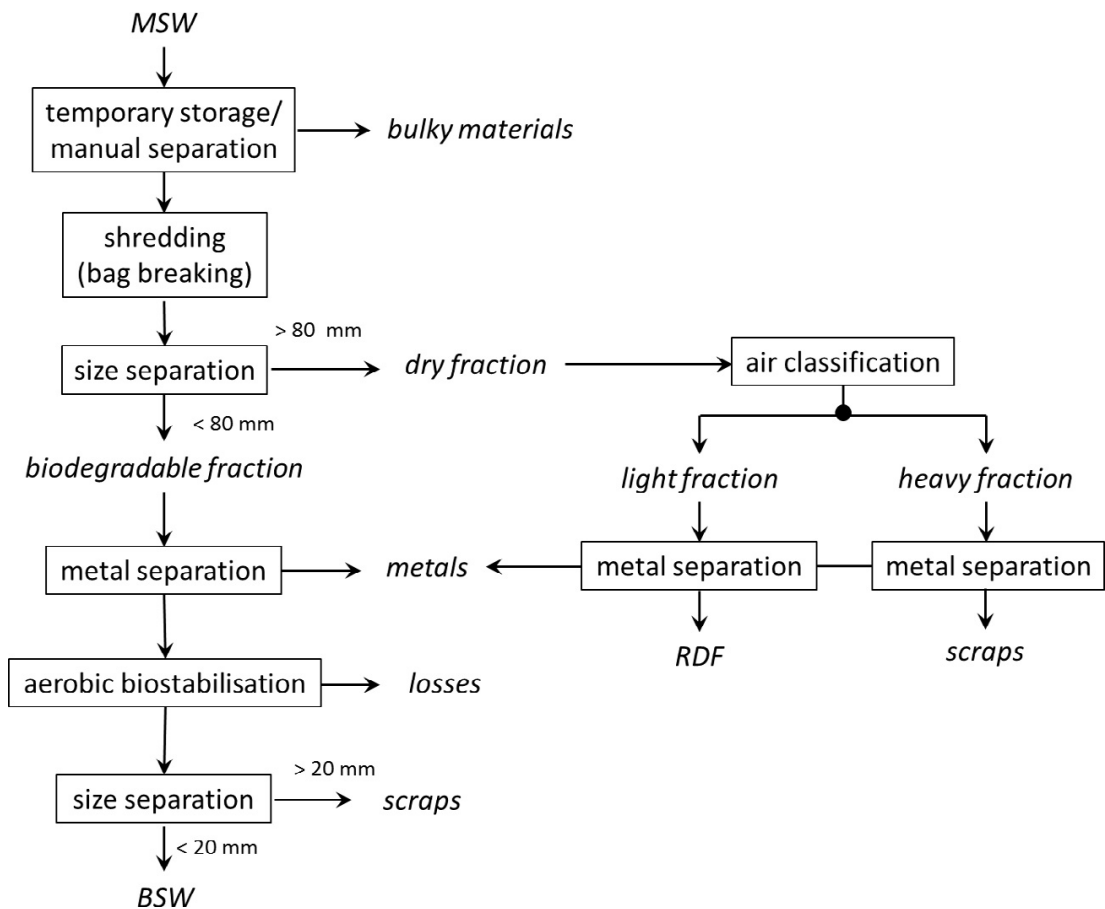 MSW
temporary storage/
manual separation
bulky materials
shredding
(bag breaking)
> 80 mm
size separation
dry fraction
air classification
< 80 mm
biodegradable fraction
light fraction
heavy fraction
metal separation
metals
metal separation
metal separation
RDF
scraps
aerobic biostabilisation
losses
> 20 mm
size separation
scraps
< 20 mm
BSW